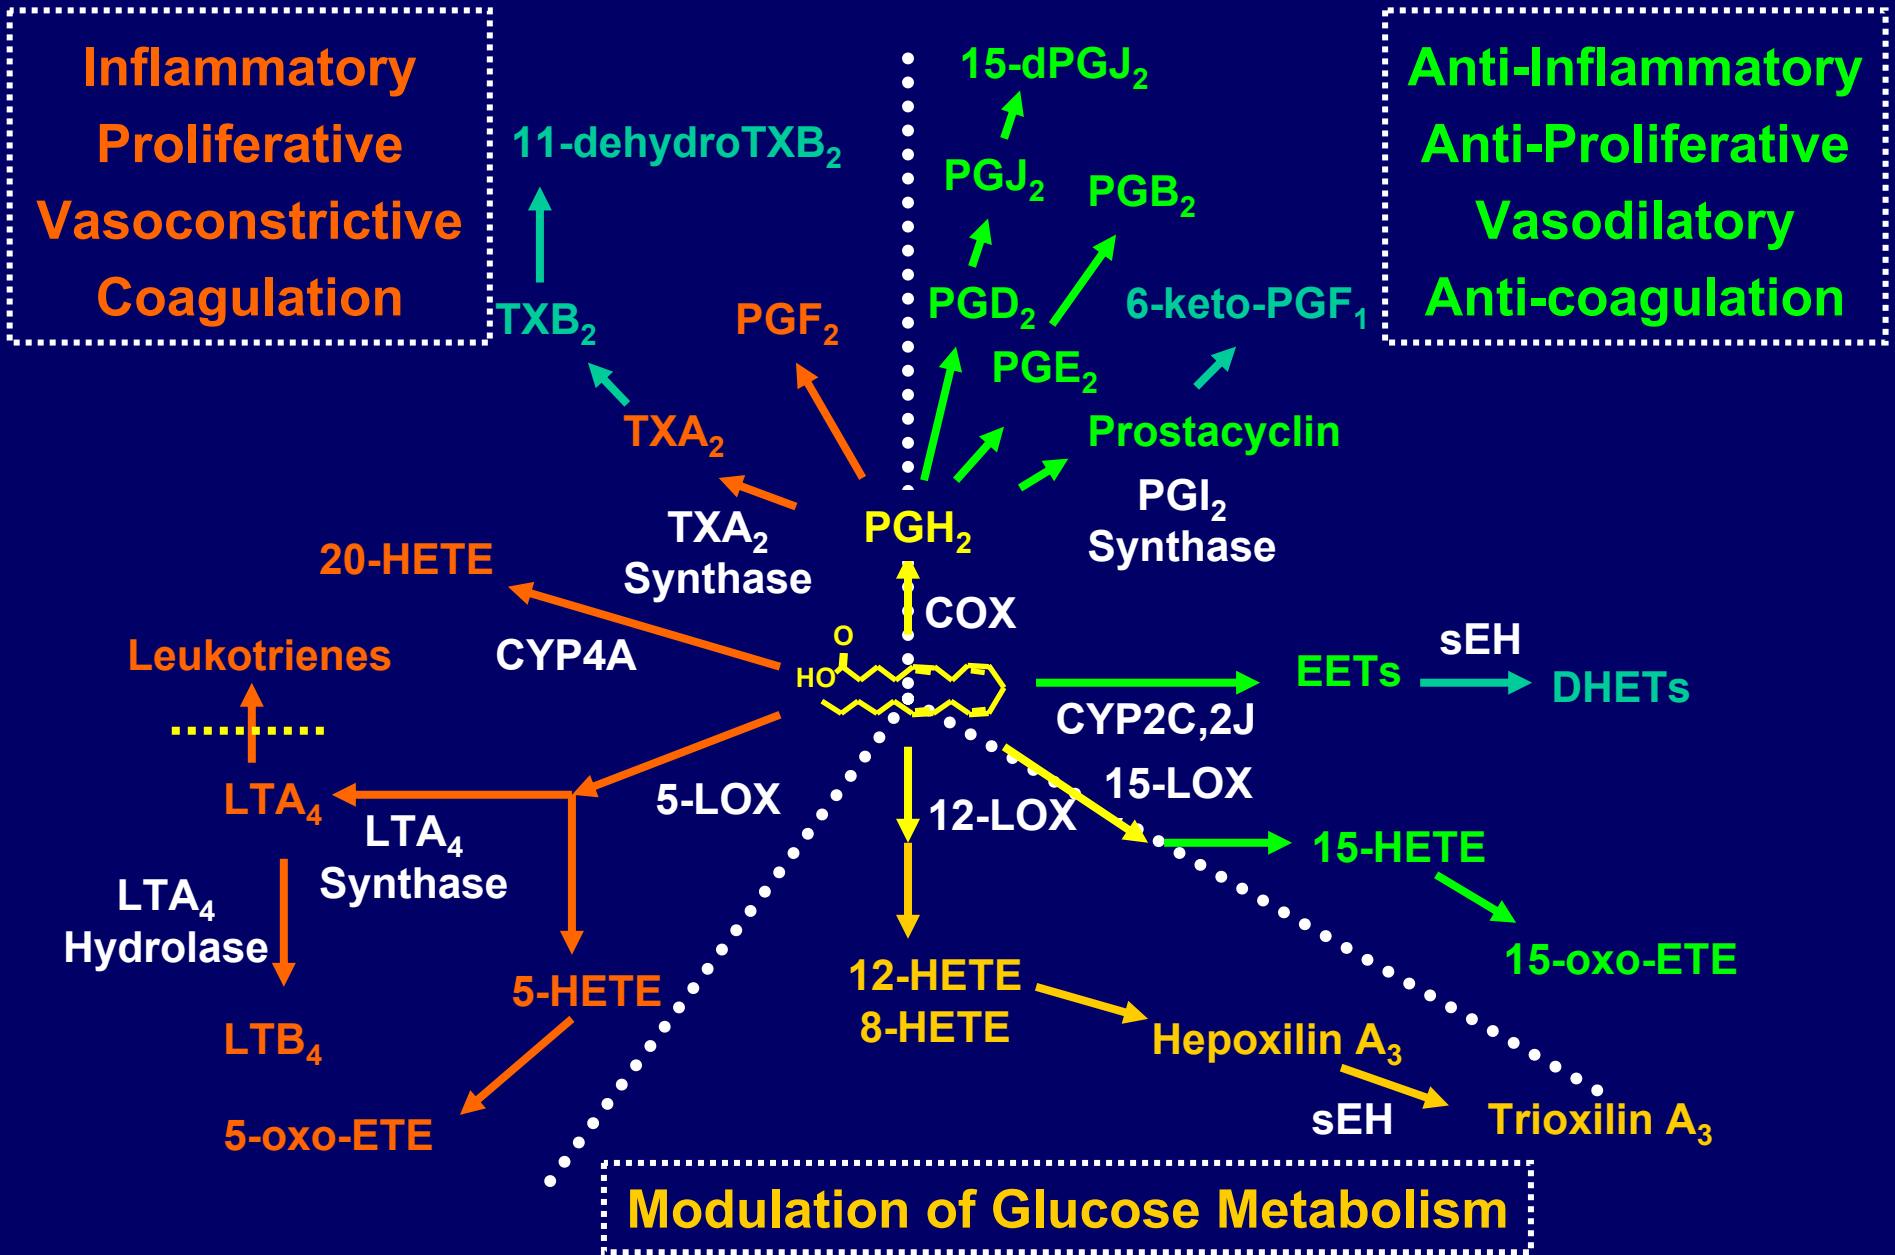 Inflammatory
Proliferative
Vasoconstrictive
Coagulation
Anti-Inflammatory
Anti-Proliferative
Vasodilatory
Anti-coagulation
15-dPGJ₂
11-dehydroTXB₂
PGJ₂
PGB₂
TXB₂
PGF₂
PGD₂
6-keto-PGF₁
PGE₂
TXA₂
Prostacyclin
PGI₂
Synthase
TXA₂
Synthase
PGH₂
20-HETE
COX
CYP4A
Leukotrienes
O
HO
EETs
sEH
DHETs
CYP2C,2J
LTA₄
5-LOX
12-LOX
15-LOX
LTA₄
Synthase
15-HETE
LTA₄
Hydrolase
15-oxo-ETE
5-HETE
12-HETE
8-HETE
Hepoxilin A₃
LTB₄
5-oxo-ETE
sEH
Trioxilin A₃
Modulation of Glucose Metabolism